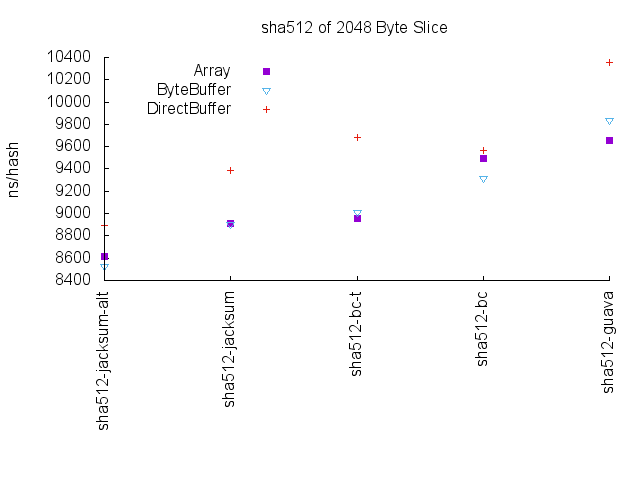 sha512 of 2048 Byte Slice
10400
10200
10000
9800
9600
9400
9200
9000
8800
8600
8400
ns/hash
Array
ByteBuffer
DirectBuffer
sha512-jacksum-alt
sha512-jacksum
sha512-bc-t
sha512-bc
sha512-guava